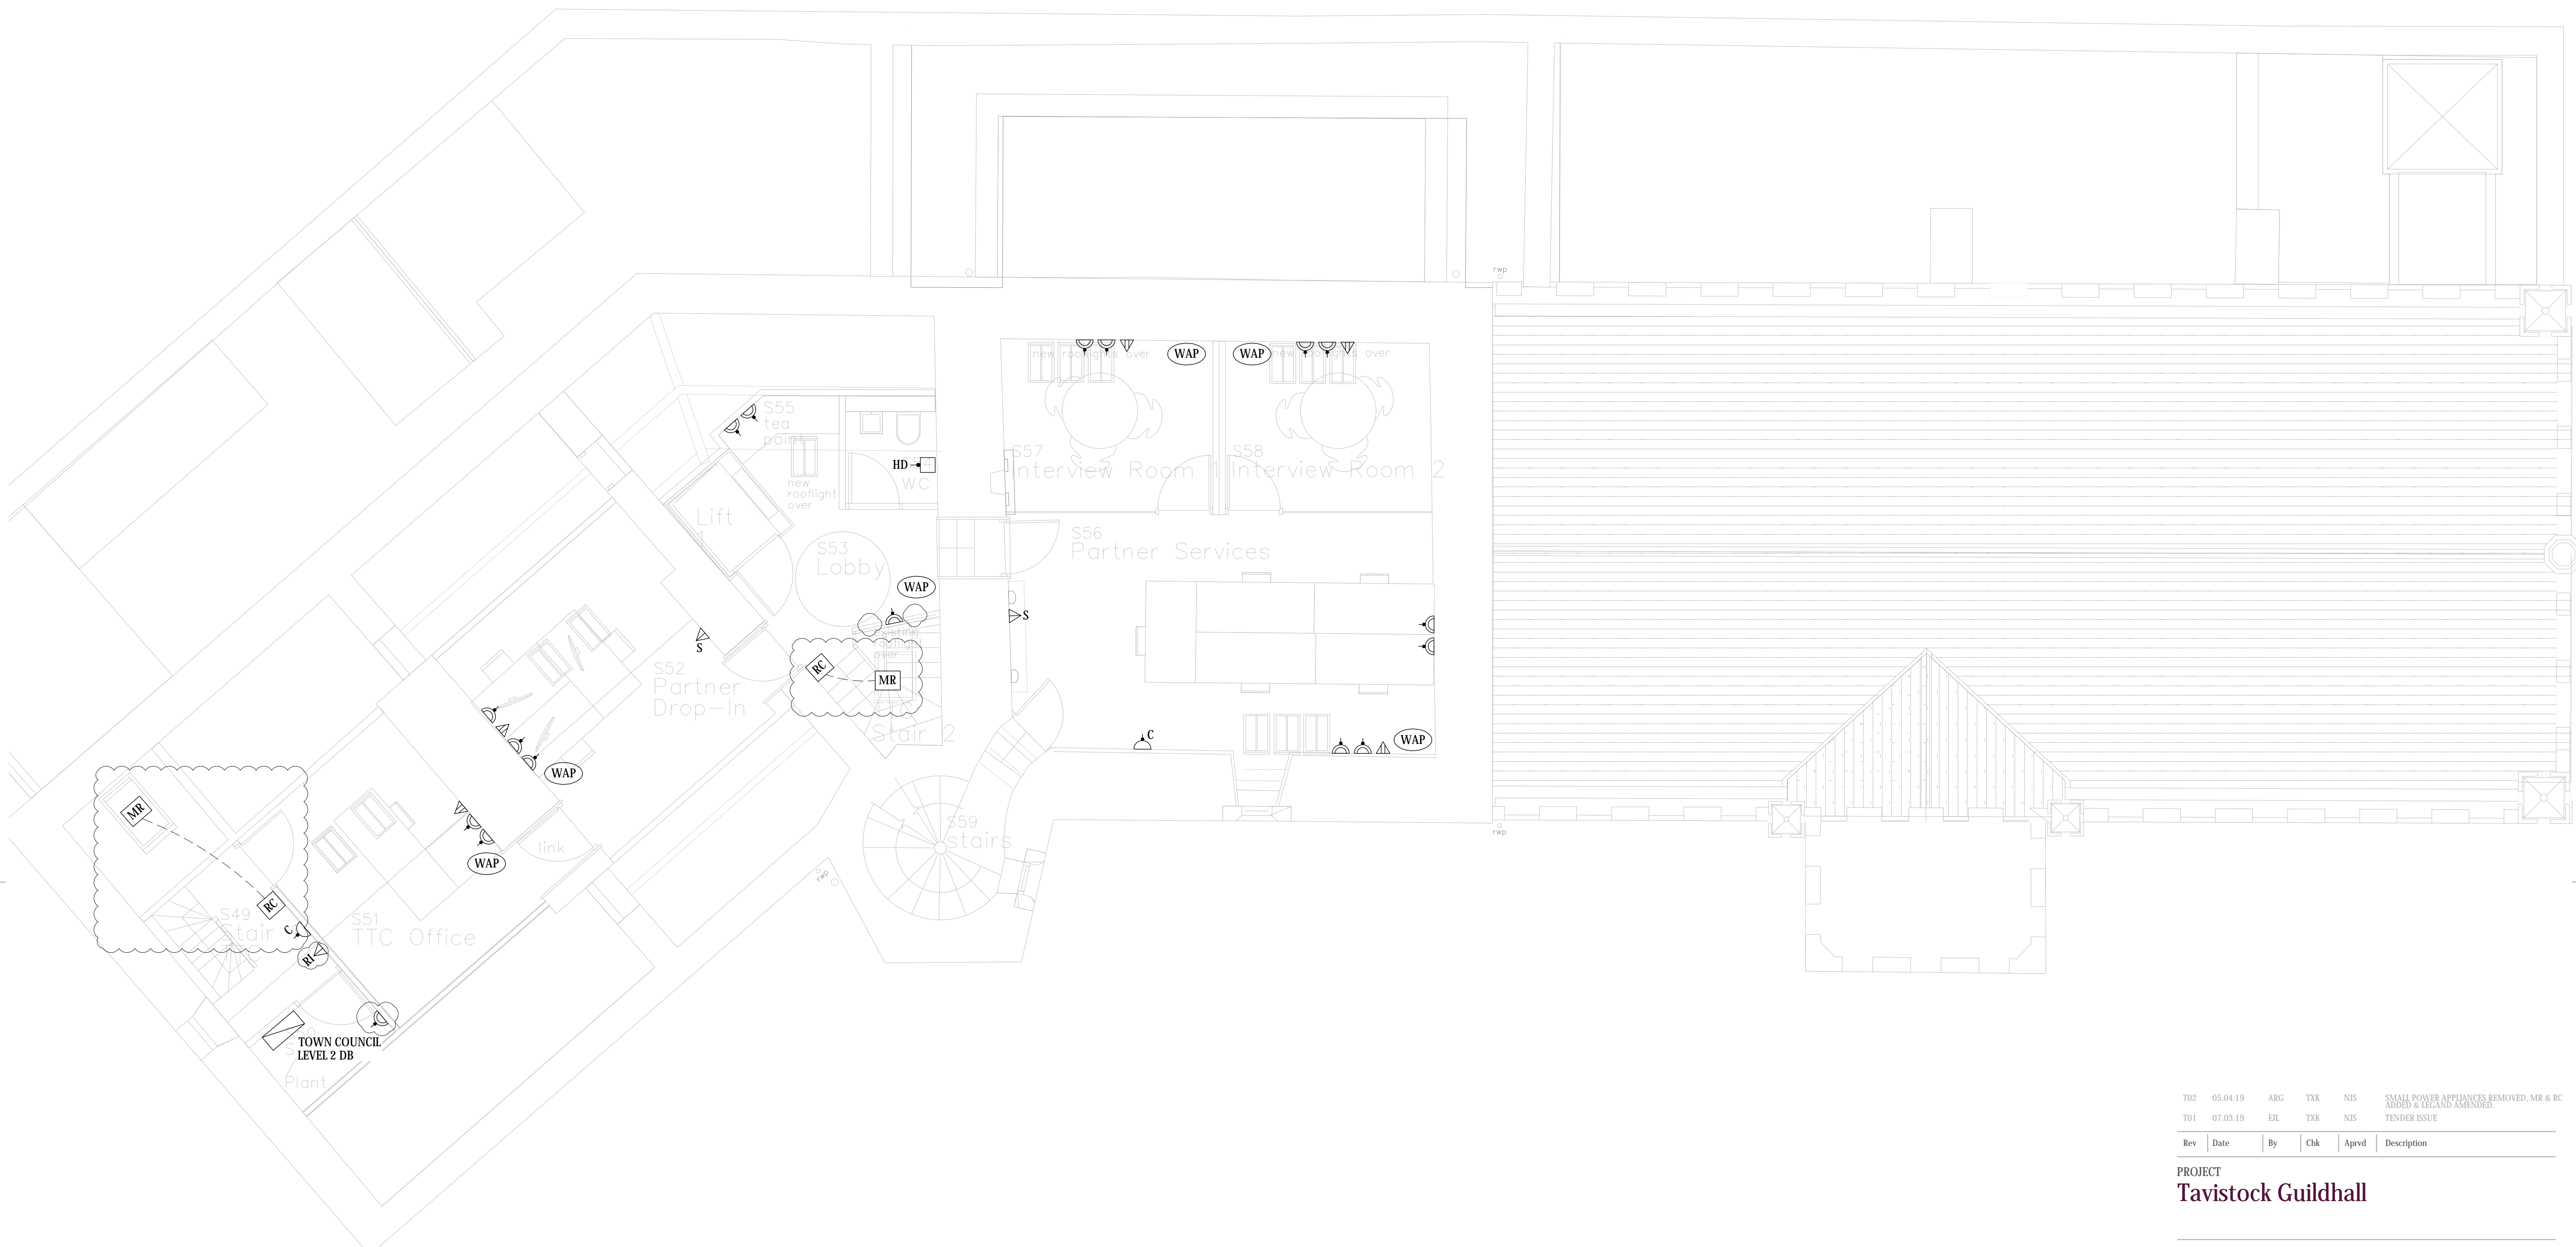 rwp
new rooflights over
WAP
WAP
new rooflights over
S55
tea
point
S57
Interview Room 1
S58
Interview Room 2
HD
WC
new
rooflight
over
Lift
1
S56
Partner Services
S53
Lobby
WAP
S
existing
rooflight
over
S
S52
Partner
Drop-In
RC
MR
Stair 2
C
WAP
WAP
MR
S59
stairs
rwp
link
WAP
rwp
RC
S49
Stair
S51
TTC Office
C
RI
TOWN COUNCIL
LEVEL 2 DB
Plant
T02 05.04.19 ARG TXK NJS SMALL POWER APPLIANCES REMOVED, MR & RC
ADDED & LEGAND AMENDED.
T01 07.03.19 EJL TXK NJS TENDER ISSUE
Rev Date By Chk Aprvd Description
PROJECT
Tavistock Guildhall